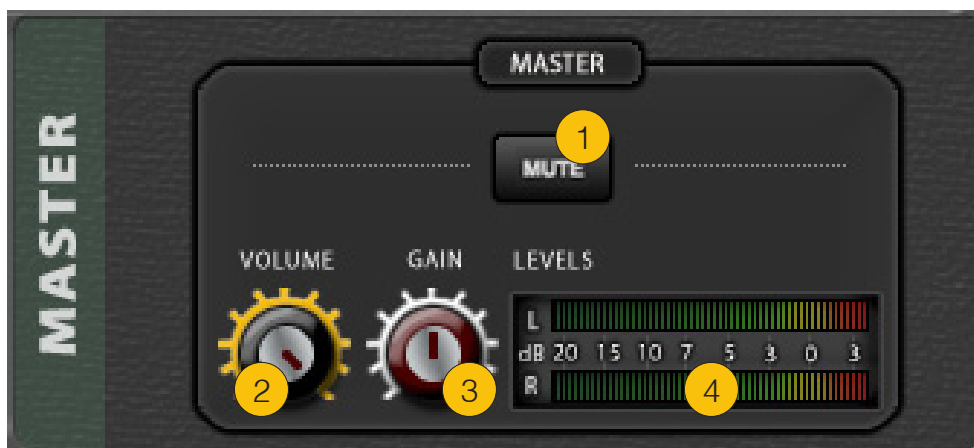 MASTER
MASTER
1
MUTE
VOLUME GAIN LEVELS
L
dB 20 15 10 7 5 3 0 3
R
2 3 4